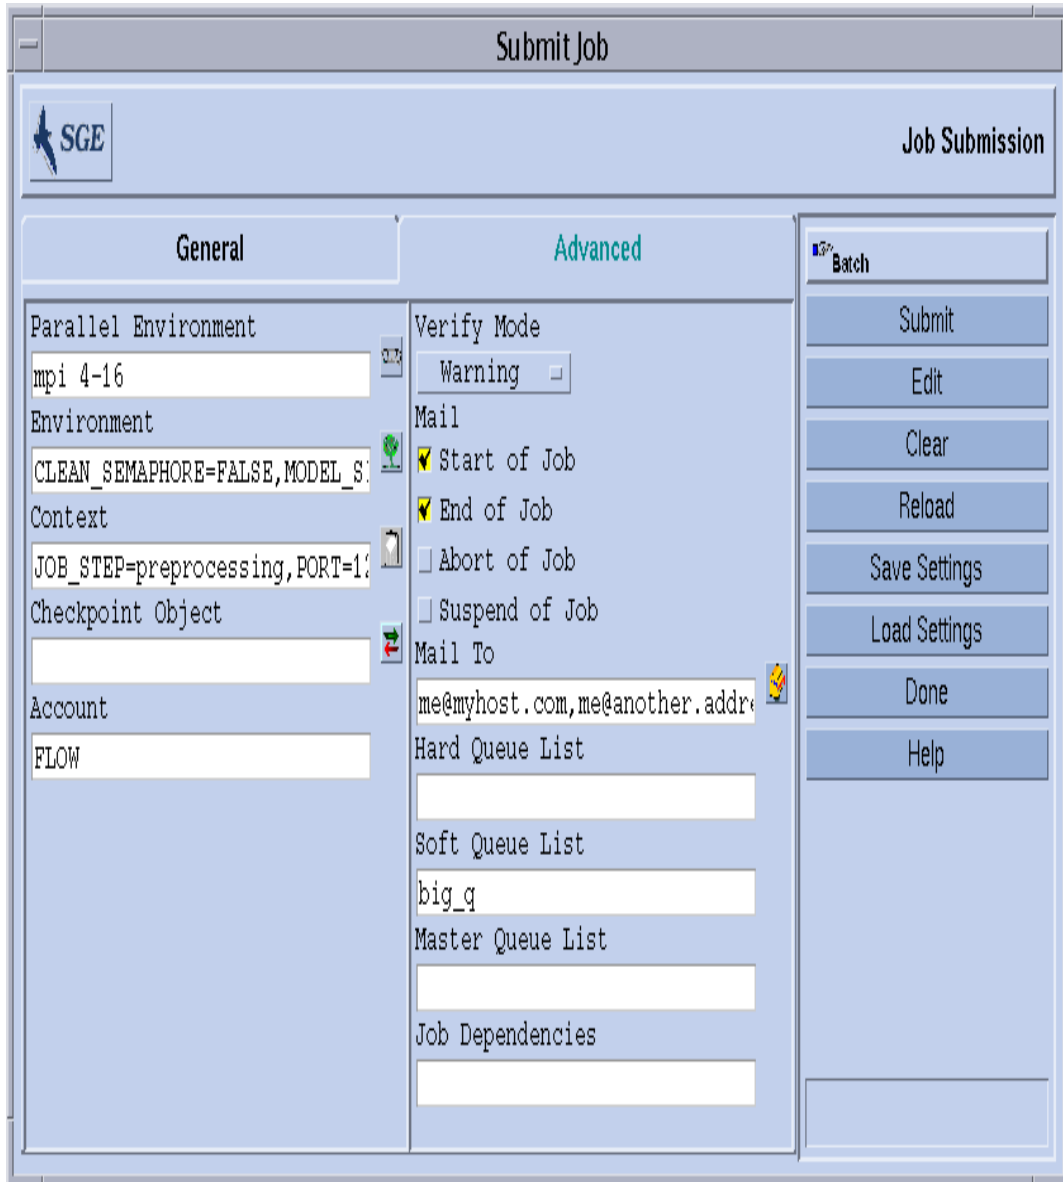 Submit Job
SGE
Job Submission
General
Advanced
Parallel Environment
mpi 4-16
Environment
CLEAN_SEMAPHORE=FALSE,MODEL_S
Context
JOB_STEP=preprocessing,PORT=12
Checkpoint Object
Account
FLOW
Verify Mode
Warning
Mail
Start of Job
End of Job
Abort of Job
Suspend of Job
Mail To
me@myhost.com,me@another.addre
Hard Queue List
Soft Queue List
big_q
Master Queue List
Job Dependencies
Batch
Submit
Edit
Clear
Reload
Save Settings
Load Settings
Done
Help